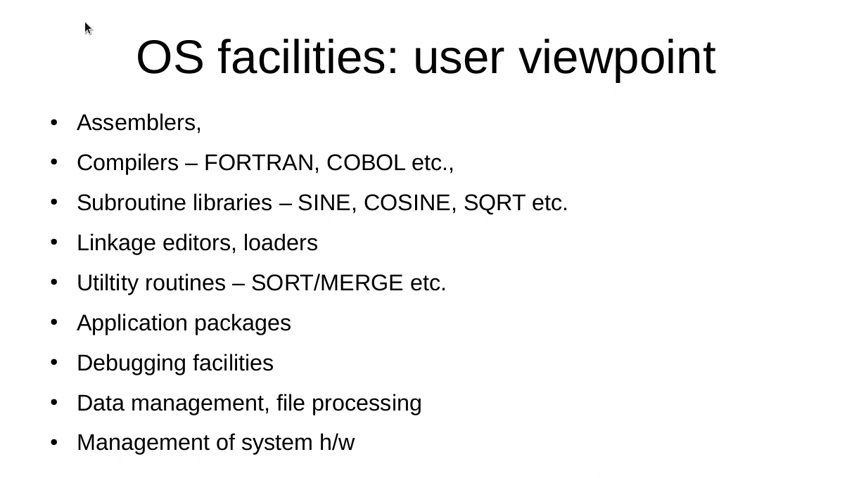 OS facilities: user viewpoint
• Assemblers,
• Compilers – FORTRAN, COBOL etc.,
• Subroutine libraries – SINE, COSINE, SQRT etc.
• Linkage editors, loaders
• Utiltity routines – SORT/MERGE etc.
• Application packages
• Debugging facilities
• Data management, file processing
• Management of system h/w